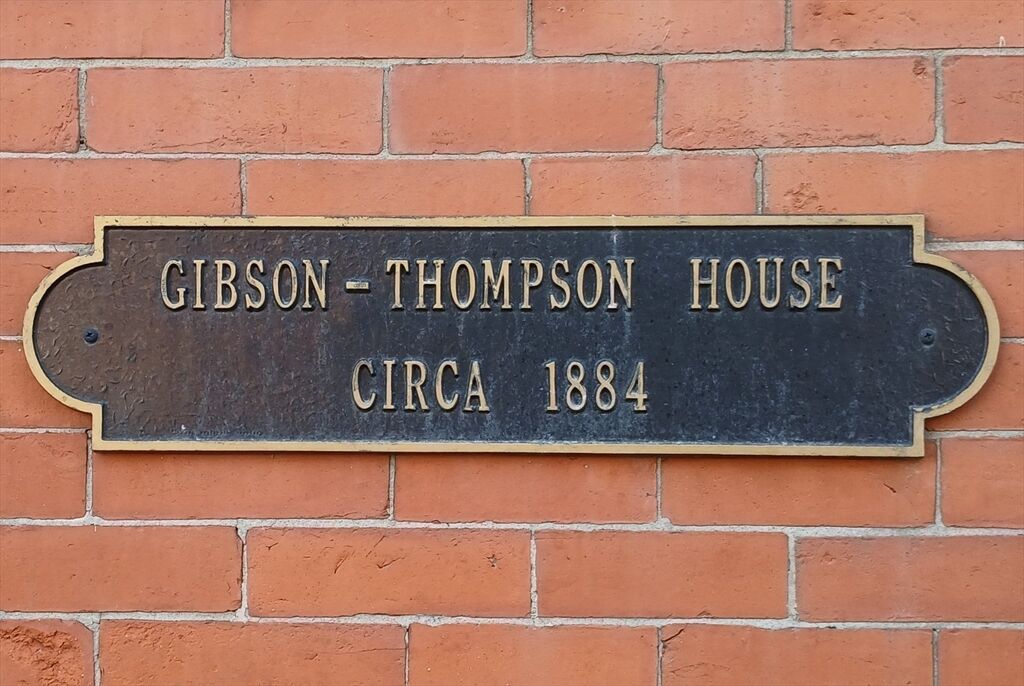 GIBSON-THOMPSON HOUSE
CIRCA 1884